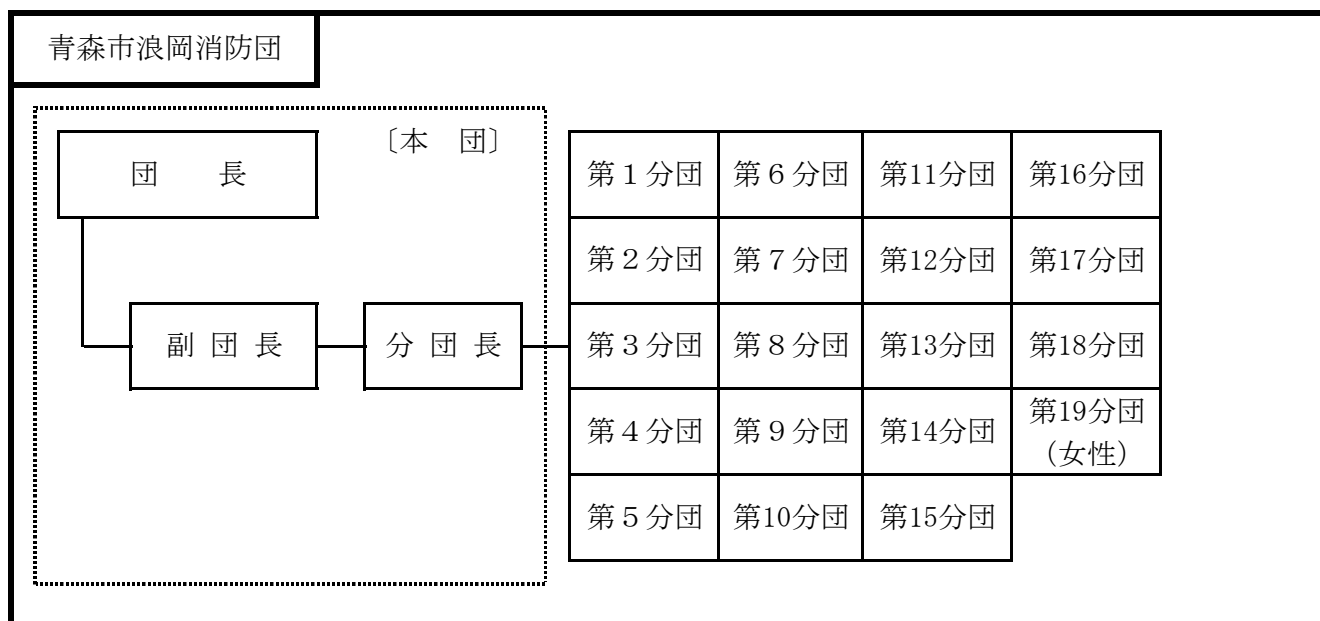 青森市浪岡消防団
〔本　団〕
団　　長
副 団 長
分 団 長
第１分団 第６分団 第11分団 第16分団
第２分団 第７分団 第12分団 第17分団
第３分団 第８分団 第13分団 第18分団
第４分団 第９分団 第14分団 第19分団
（女性）
第５分団 第10分団 第15分団